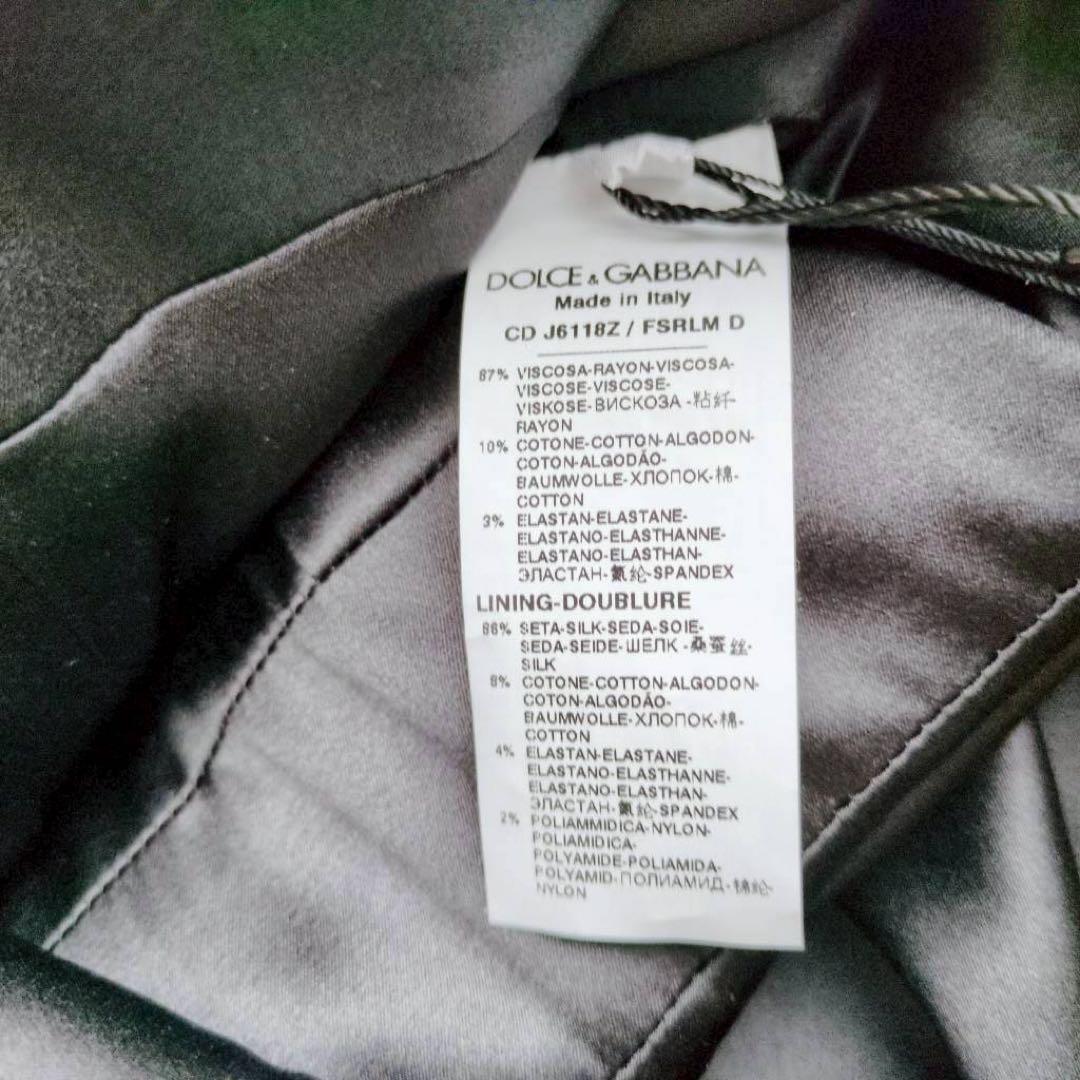 DOLCE & GABBANA
Made in Italy
CD J6118Z / FSRLM D
87% VISCOSA-RAYON-VISCOSA-
VISCOSE-VISCOSE-
VISKOSE-ВИСКОЗА -粘纤-
RAYON
10% COTONE-COTTON-ALGODON-
COTON-ALGODÃO-
BAUMWOLLE-ХЛОПОК-棉-
COTTON
3% ELASTAN-ELASTANE-
ELASTANO-ELASTHANNE-
ELASTANO-ELASTHAN-
ЭЛАСТАН-氨纶-SPANDEX
LINING-DOUBLURE
86% SETA-SILK-SEDA-SOIE-
SEDA-SEIDE-ШЕЛК -桑蚕丝-
SILK
8% COTONE-COTTON-ALGODON-
COTON-ALGODÃO-
BAUMWOLLE-ХЛОПОК-棉-
COTTON
4% ELASTAN-ELASTANE-
ELASTANO-ELASTHANNE-
ELASTANO-ELASTHAN-
ЭЛАСТАН-氨纶-SPANDEX
2% POLIAMMIDICA-NYLON-
POLIAMIDICA-
POLYAMIDE-POLIAMIDA-
POLYAMID-ПОЛИАМИД-锦纶-
NYLON